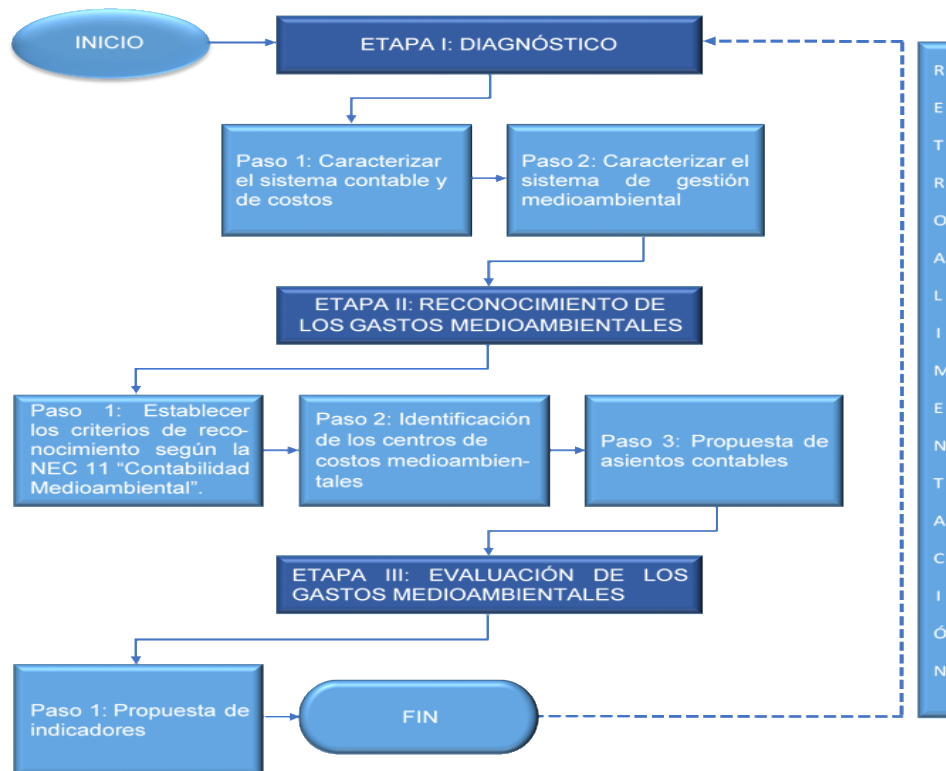 INICIO
ETAPA I: DIAGNÓSTICO
Paso 1: Caracterizar
el sistema contable y
de costos
Paso 2: Caracterizar el
sistema de gestión
medioambiental
ETAPA II: RECONOCIMIENTO DE
LOS GASTOS MEDIOAMBIENTALES
Paso 1: Establecer
los criterios de reco-
nocimiento según la
NEC 11 “Contabilidad
Medioambiental”.
Paso 2: Identificación
de los centros de
costos medioambien-
tales
Paso 3: Propuesta de
asientos contables
ETAPA III: EVALUACIÓN DE LOS
GASTOS MEDIOAMBIENTALES
Paso 1: Propuesta de
indicadores
FIN
R
E
T
R
O
A
L
I
M
E
N
T
A
C
I
Ó
N